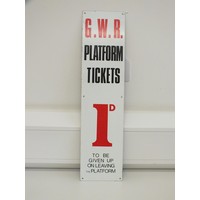 G.W.R.
PLATFORM
TICKETS
1D
TO BE
GIVEN UP
ON LEAVING
PLATFORM